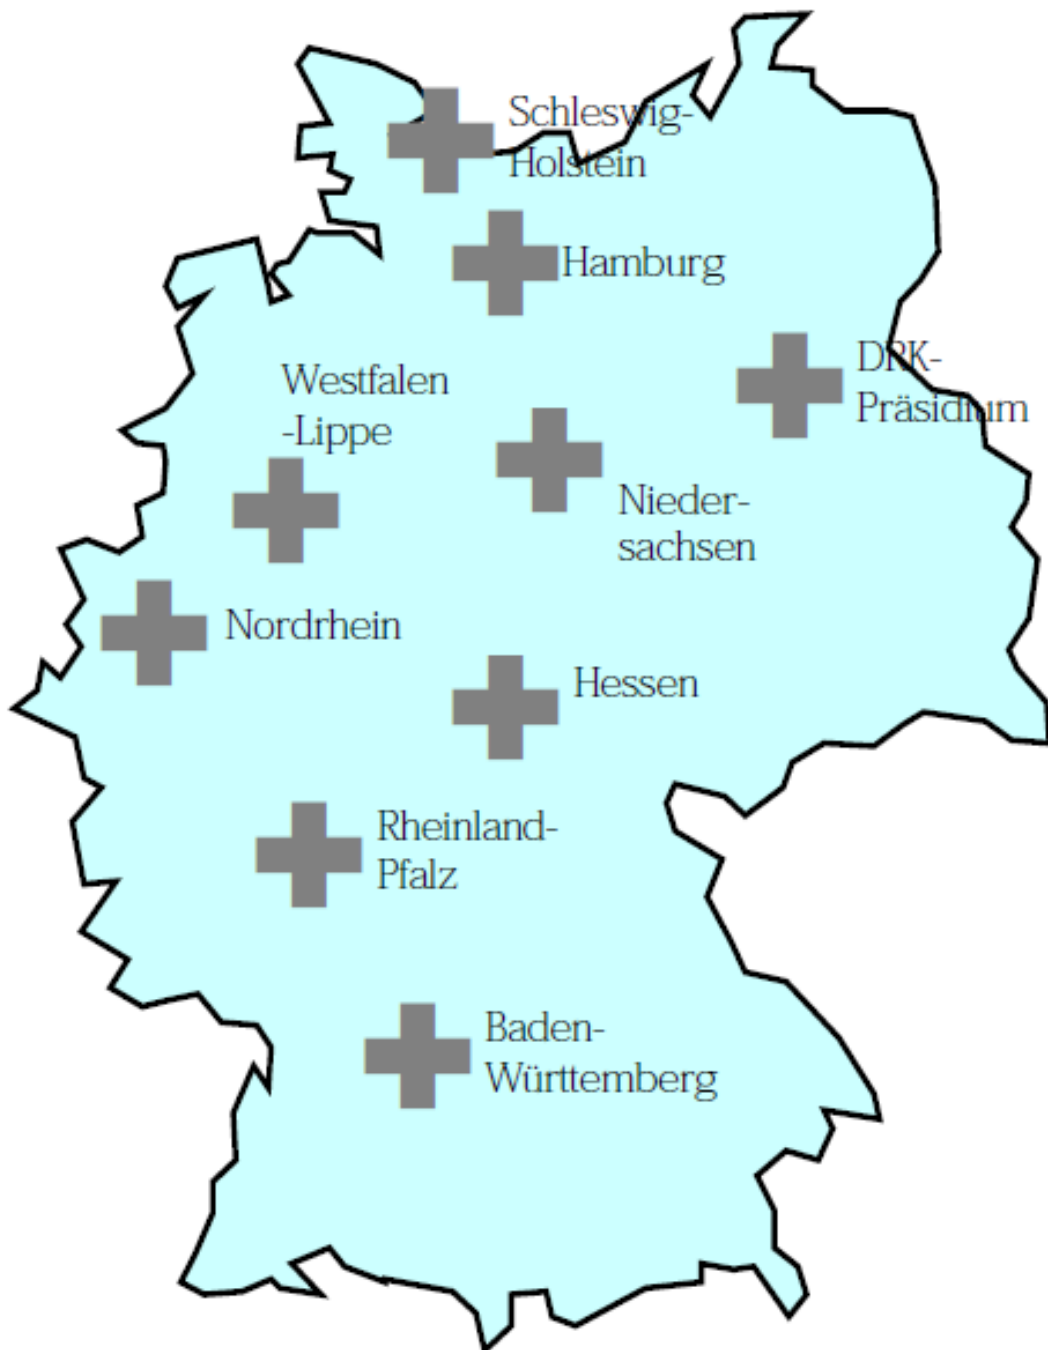 Schleswig-
Holstein
Hamburg
DRK-
Präsidium
Westfalen
-Lippe
Nieder-
sachsen
Nordrhein
Hessen
Rheinland-
Pfalz
Baden-
Württemberg